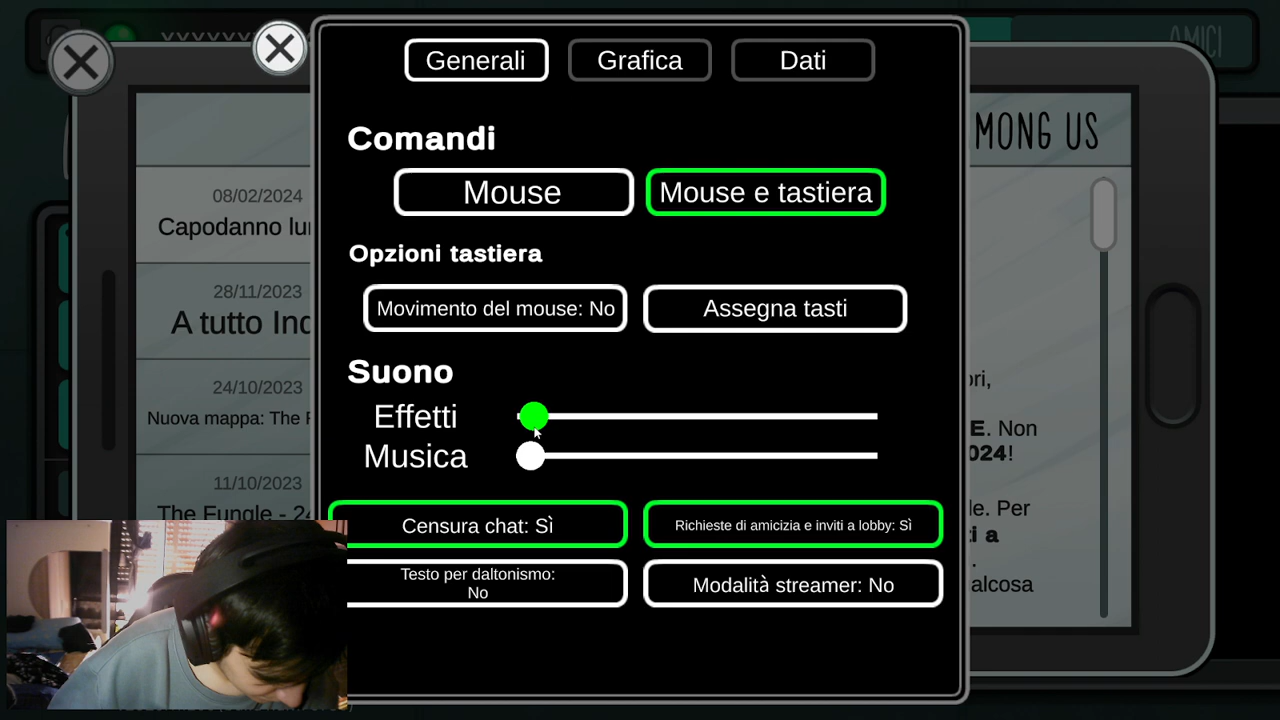 AMICI
Generali
Grafica
Dati
Comandi
MONG US
Mouse
Mouse e tastiera
08/02/2024
Capodanno lu
Opzioni tastiera
28/11/2023
A tutto
Movimento del mouse: No
Assegna tasti
Suono
ori,
24/10/2023
Nuova mappa: The
Effetti
E. Non
Musica
024!
11/10/2023
The Fungle - 24
le. Per
Censura chat: Sì
Richieste di amicizia e inviti a lobby: Sì
ti a
Testo per daltonismo:
No
Modalità streamer: No
alcosa